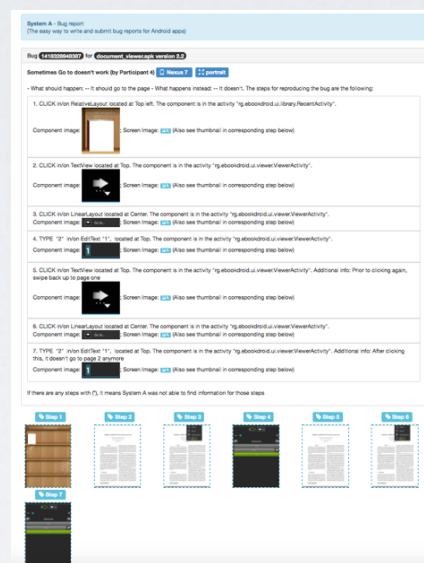 System A - Bug report
(The easy way to write and submit bug reports for Android apps)
Bug for document_viewer.apk version 2.2
Sometimes Go to doesn't work (by Participant 4) Nexus 7 portrait
- What should happen: -- It should go to the page - What happens instead: -- It doesn't. The steps for reproducing the bug are the following:
1. CLICK in/on RelativeLayout located at Top left. The component is in the activity "rg.ebookdroid.ui.library.RecentActivity".
Component image: ; Screen Image: (Also see thumbnail in corresponding step below)
2. CLICK in/on TextView located at Top. The component is in the activity "rg.ebookdroid.ui.viewer.ViewerActivity".
Component image: ; Screen Image: (Also see thumbnail in corresponding step below)
3. CLICK in/on LinearLayout located at Center. The component is in the activity "rg.ebookdroid.ui.viewer.ViewerActivity".
Component image: ; Screen Image: (Also see thumbnail in corresponding step below)
4. TYPE "2" in/on EditText "1", located at Top. The component is in the activity "rg.ebookdroid.ui.viewer.ViewerActivity".
Component image: 1 ; Screen Image: (Also see thumbnail in corresponding step below)
5. CLICK in/on TextView located at Top. The component is in the activity "rg.ebookdroid.ui.viewer.ViewerActivity". Additional info: Prior to clicking again,
swipe back up to page one
Component image: ; Screen Image: (Also see thumbnail in corresponding step below)
6. CLICK in/on LinearLayout located at Center. The component is in the activity "rg.ebookdroid.ui.viewer.ViewerActivity".
Component image: ; Screen Image: (Also see thumbnail in corresponding step below)
7. TYPE "2" in/on EditText "1", located at Top. The component is in the activity "rg.ebookdroid.ui.viewer.ViewerActivity". Additional info: After clicking
this, it doesn't go to page 2 anymore
Component image: 1 ; Screen Image: (Also see thumbnail in corresponding step below)
If there are any steps with (*), it means System A was not able to find information for those steps
Step 1 Step 2 Step 3 Step 4 Step 5 Step 6
Step 7